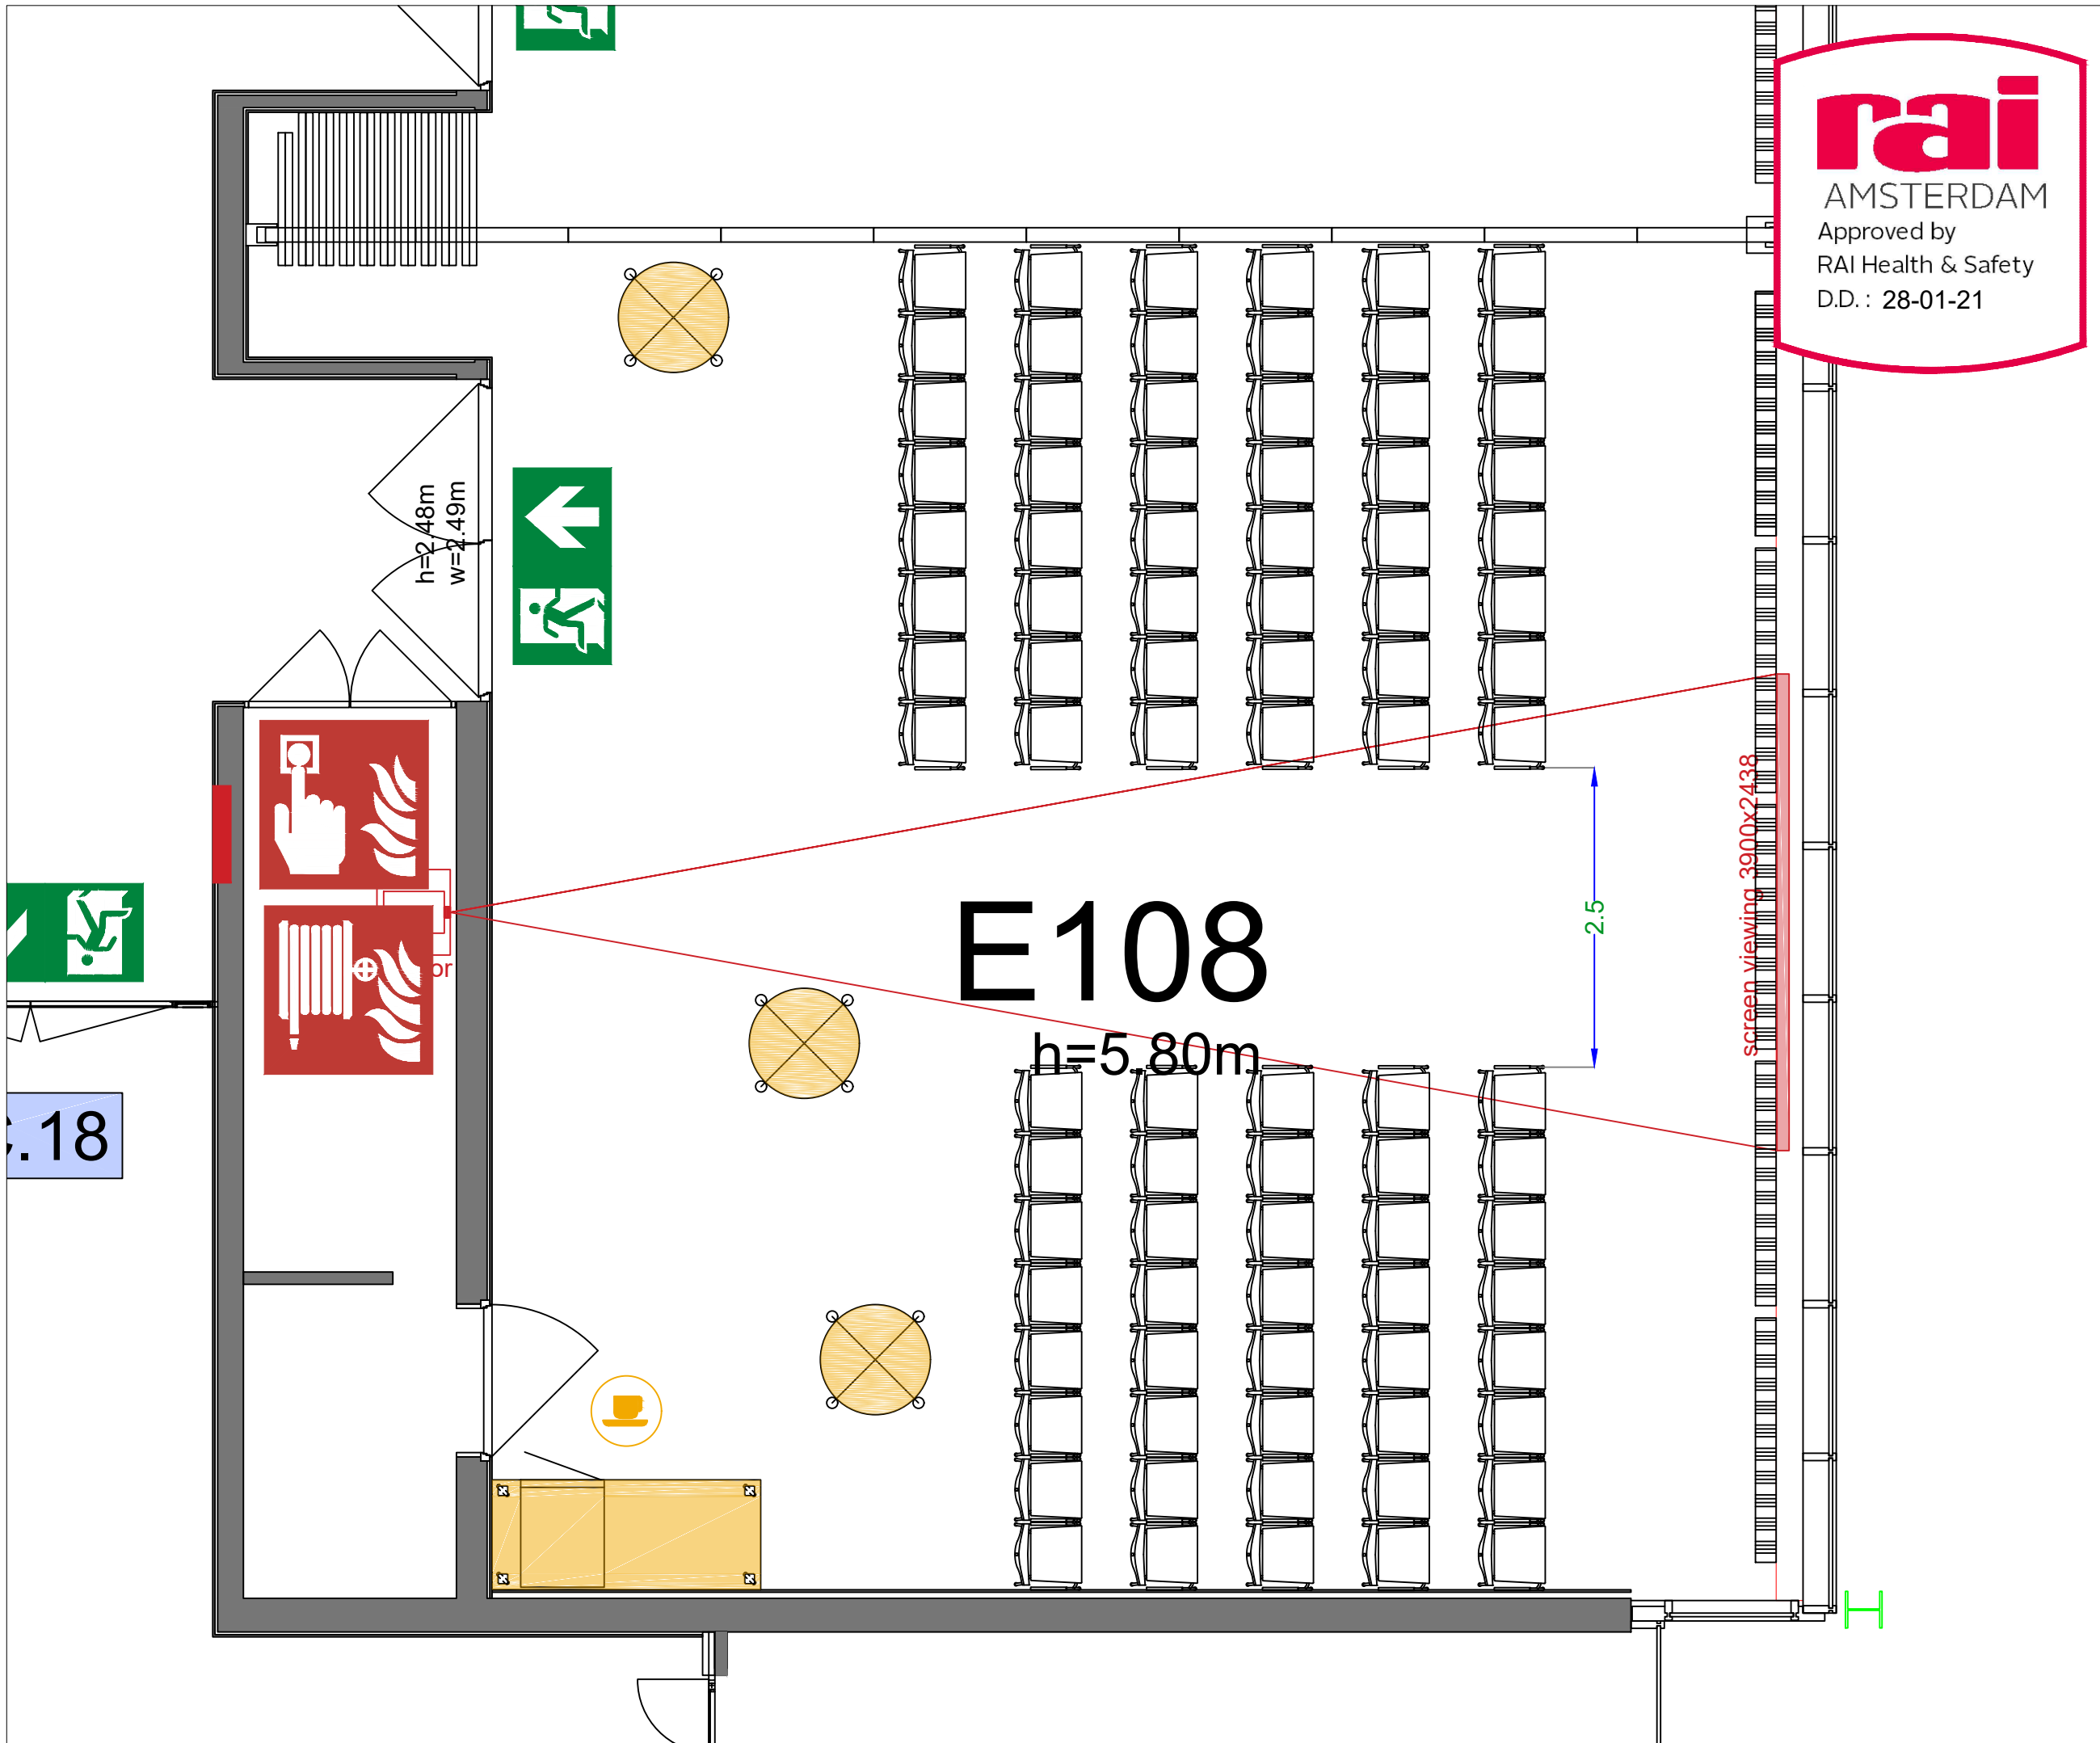 rai
AMSTERDAM
Approved by
RAI Health & Safety
D.D. : 28-01-21
h=2.48m
w=2.49m
screen viewing 3900x2438
E108
h=5.80m
2.5
or
.18
H